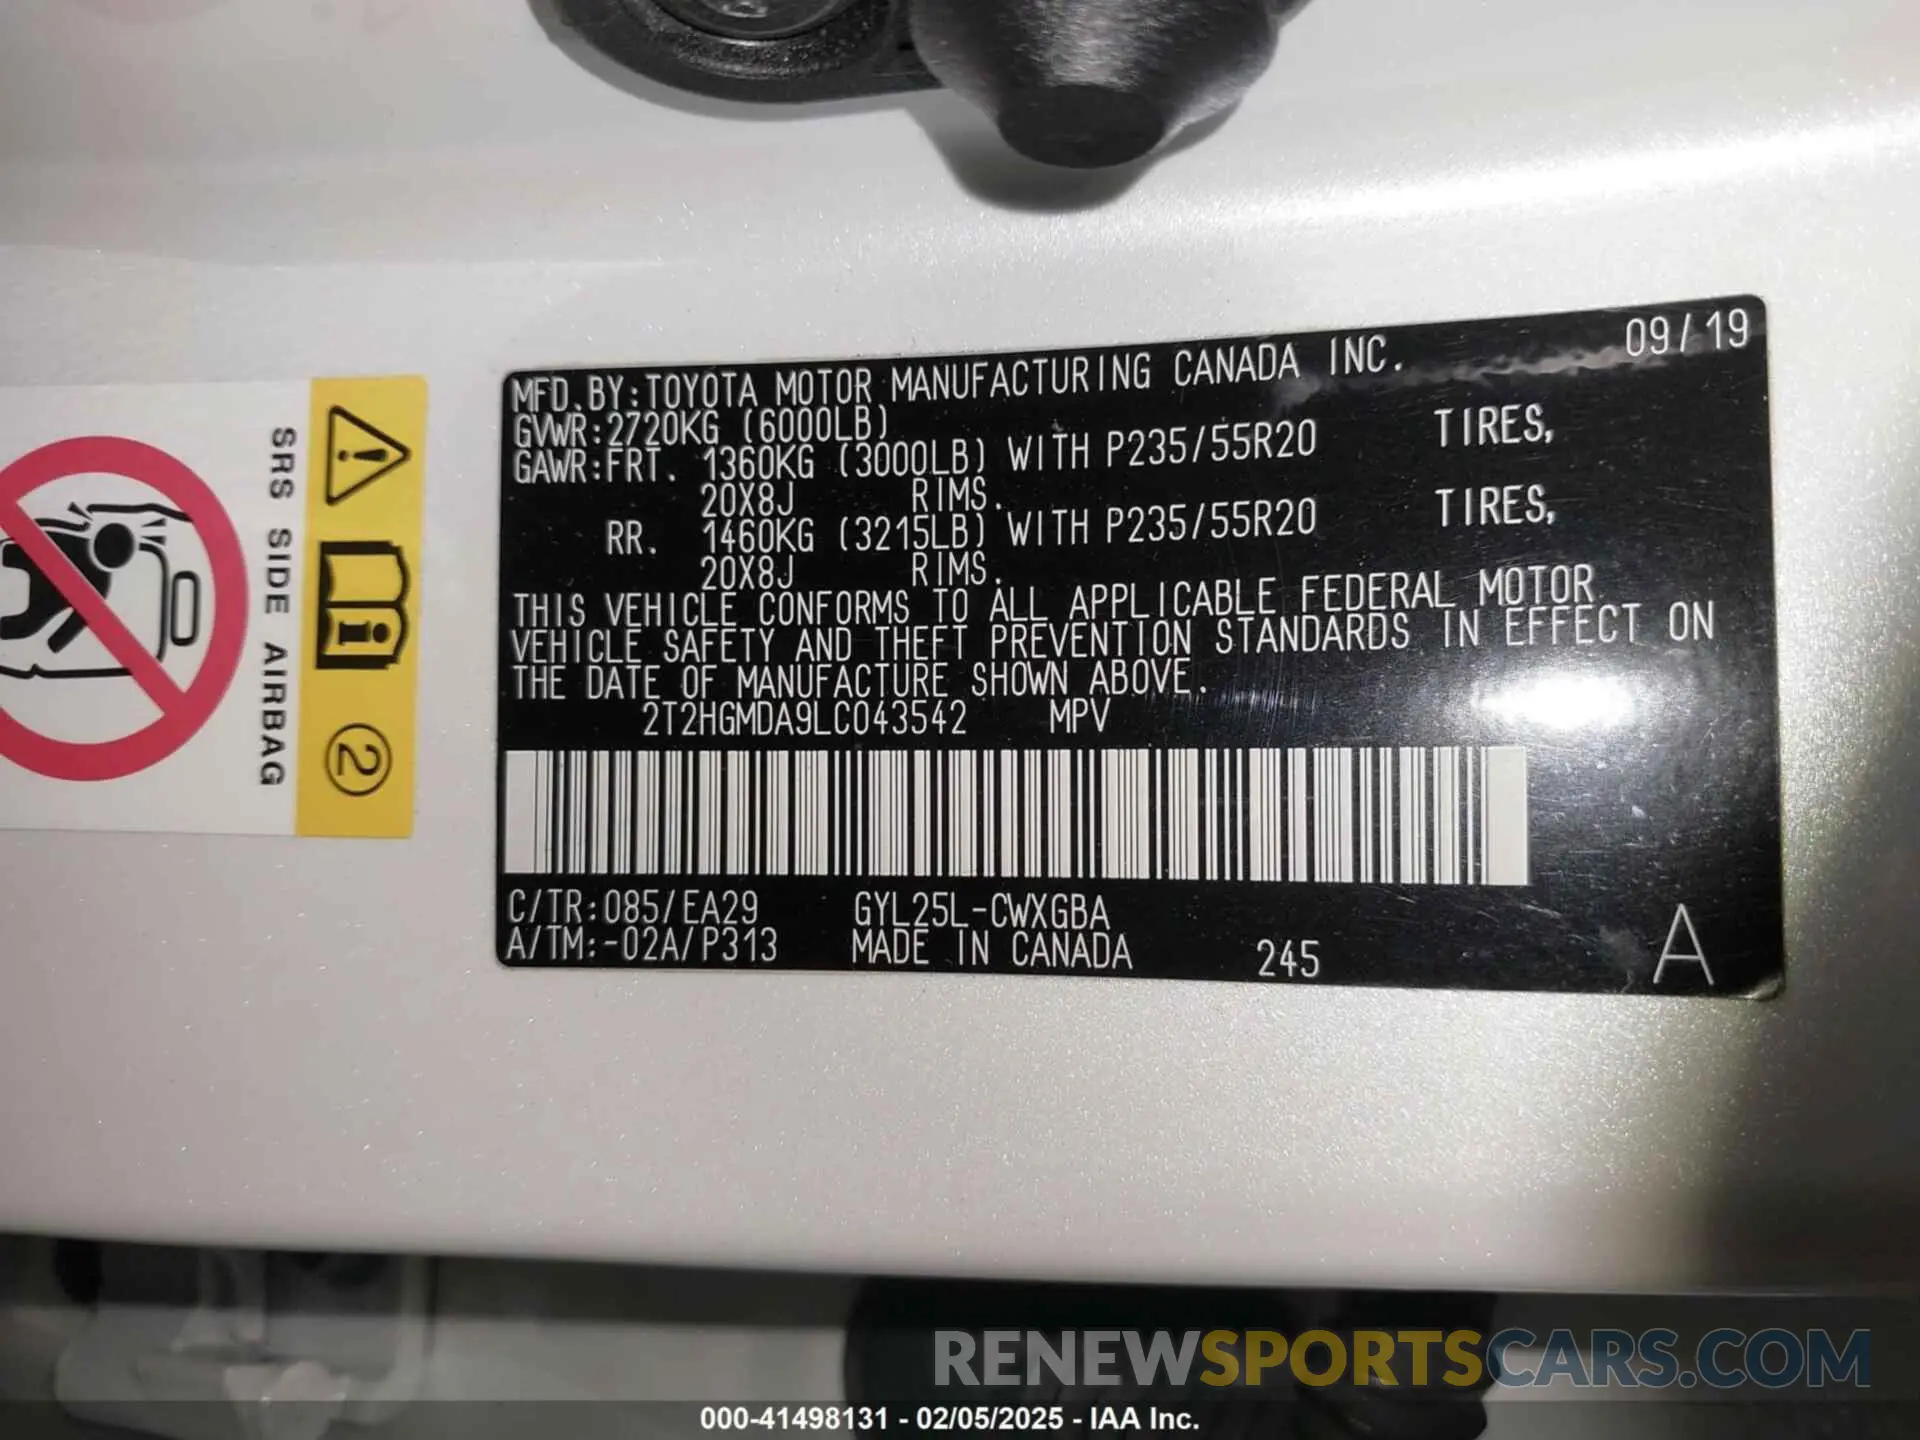 MFD. BY: TOYOTA MOTOR MANUFACTURING CANADA INC. 09/19
GVWR: 2720KG (6000LB)
GAWR: FRT. 1360KG (3000LB) WITH P235/55R20 TIRES,
20X8J RIMS.
RR. 1460KG (3215LB) WITH P235/55R20 TIRES,
20X8J RIMS.
THIS VEHICLE CONFORMS TO ALL APPLICABLE FEDERAL MOTOR
VEHICLE SAFETY AND THEFT PREVENTION STANDARDS IN EFFECT ON
THE DATE OF MANUFACTURE SHOWN ABOVE.
2T2HGMDA9LC043542 MPV
C/TR: 085/EA29 GYL25L-CWXGBA
A/TM:-02A/P313 MADE IN CANADA 245 A
SRS SIDE AIRBAG
2
RENEWSPORTSCARS.COM
000-41498131 - 02/05/2025 - IAA Inc.